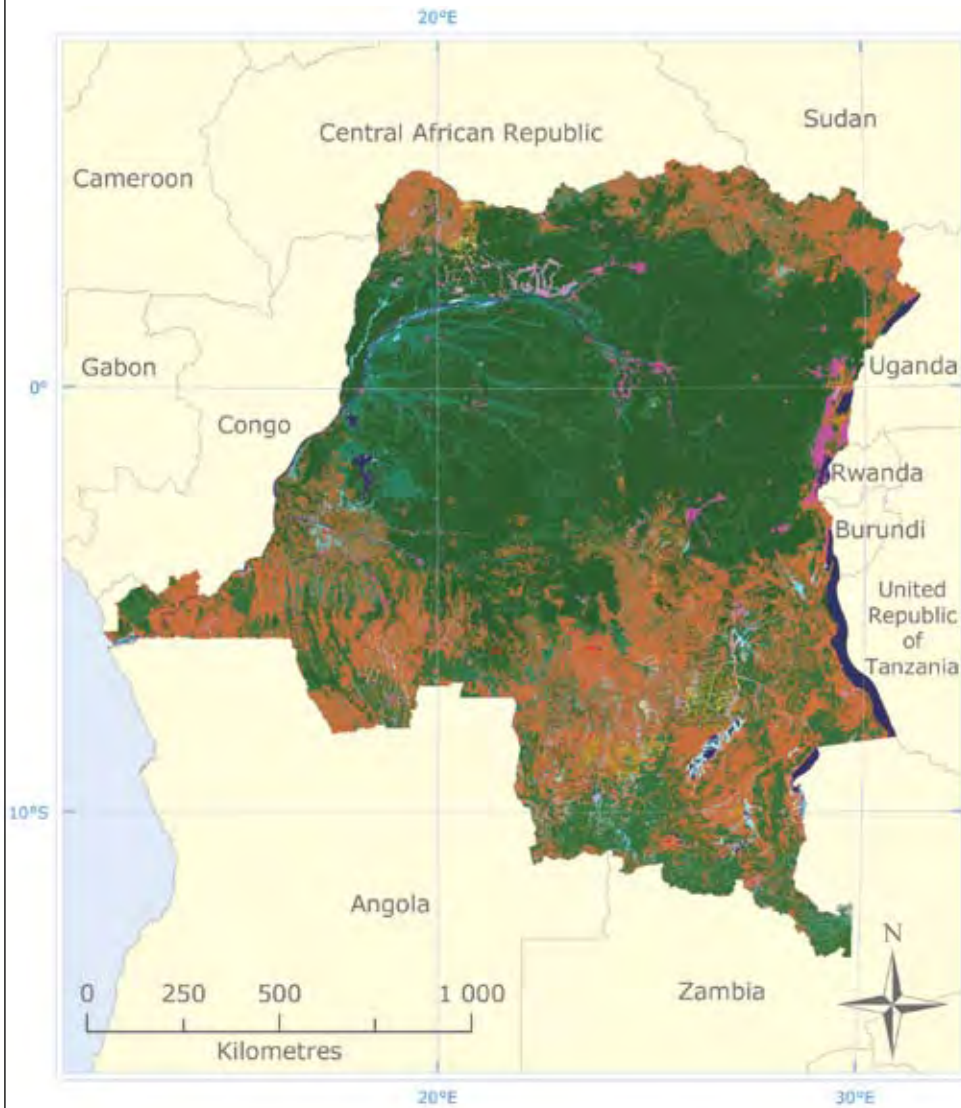 20°E
Sudan
Central African Republic
Cameroon
Gabon
0°
Uganda
Congo
Rwanda
Burundi
United
Republic
of
Tanzania
10°S
Angola
N
0 250 500 1 000
Kilometres
Zambia
20°E 30°E